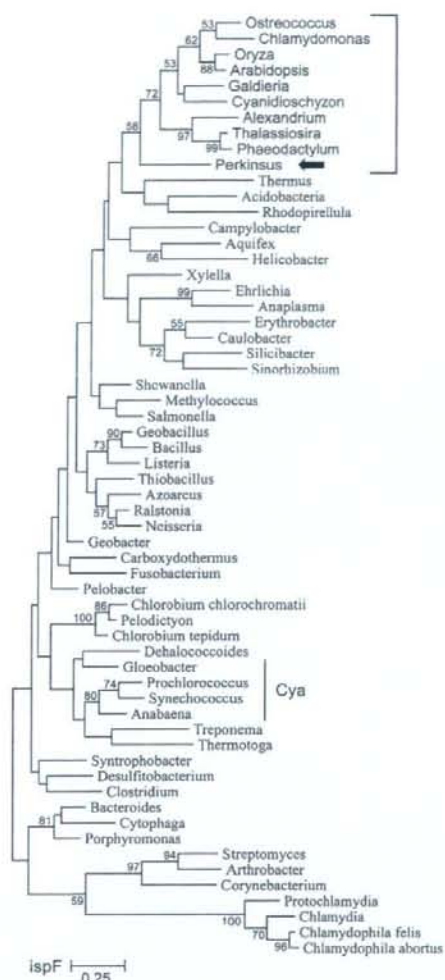 53
Ostreococcus
62
Chlamydomonas
53
Oryza
88
Arabidopsis
72
Galdieria
Cyanidioschyzon
58
Alexandrium
97
Thalassiosira
99
Phaeodactylum
Perkinsus
Thermus
Acidobacteria
Rhodopirellula
Campylobacter
Aquifex
66
Helicobacter
Xylella
99
Ehrlichia
Anaplasma
55
Erythrobacter
Caulobacter
72
Silicibacter
Sinorhizobium
Shewanella
Methylococcus
Salmonella
90
Geobacillus
73
Bacillus
Listeria
Thiobacillus
Azoarcus
57
Ralstonia
55
Neisseria
Geobacter
Carboxydothermus
Fusobacterium
Pelobacter
86
Chlorobium chlorochromatii
100
Pelodictyon
Chlorobium tepidum
Dehalococcoides
Gloeobacter
74
Prochlorococcus
80
Synechococcus
Cya
Anabaena
Treponema
Thermotoga
Syntrophobacter
Desulfitobacterium
Clostridium
Bacteroides
81
Cytophaga
Porphyromonas
94
Streptomyces
97
Arthrobacter
Corynebacterium
59
Protochlamydia
100
Chlamydia
70
Chlamydophila felis
96
Chlamydophila abortus
ispF
0.25